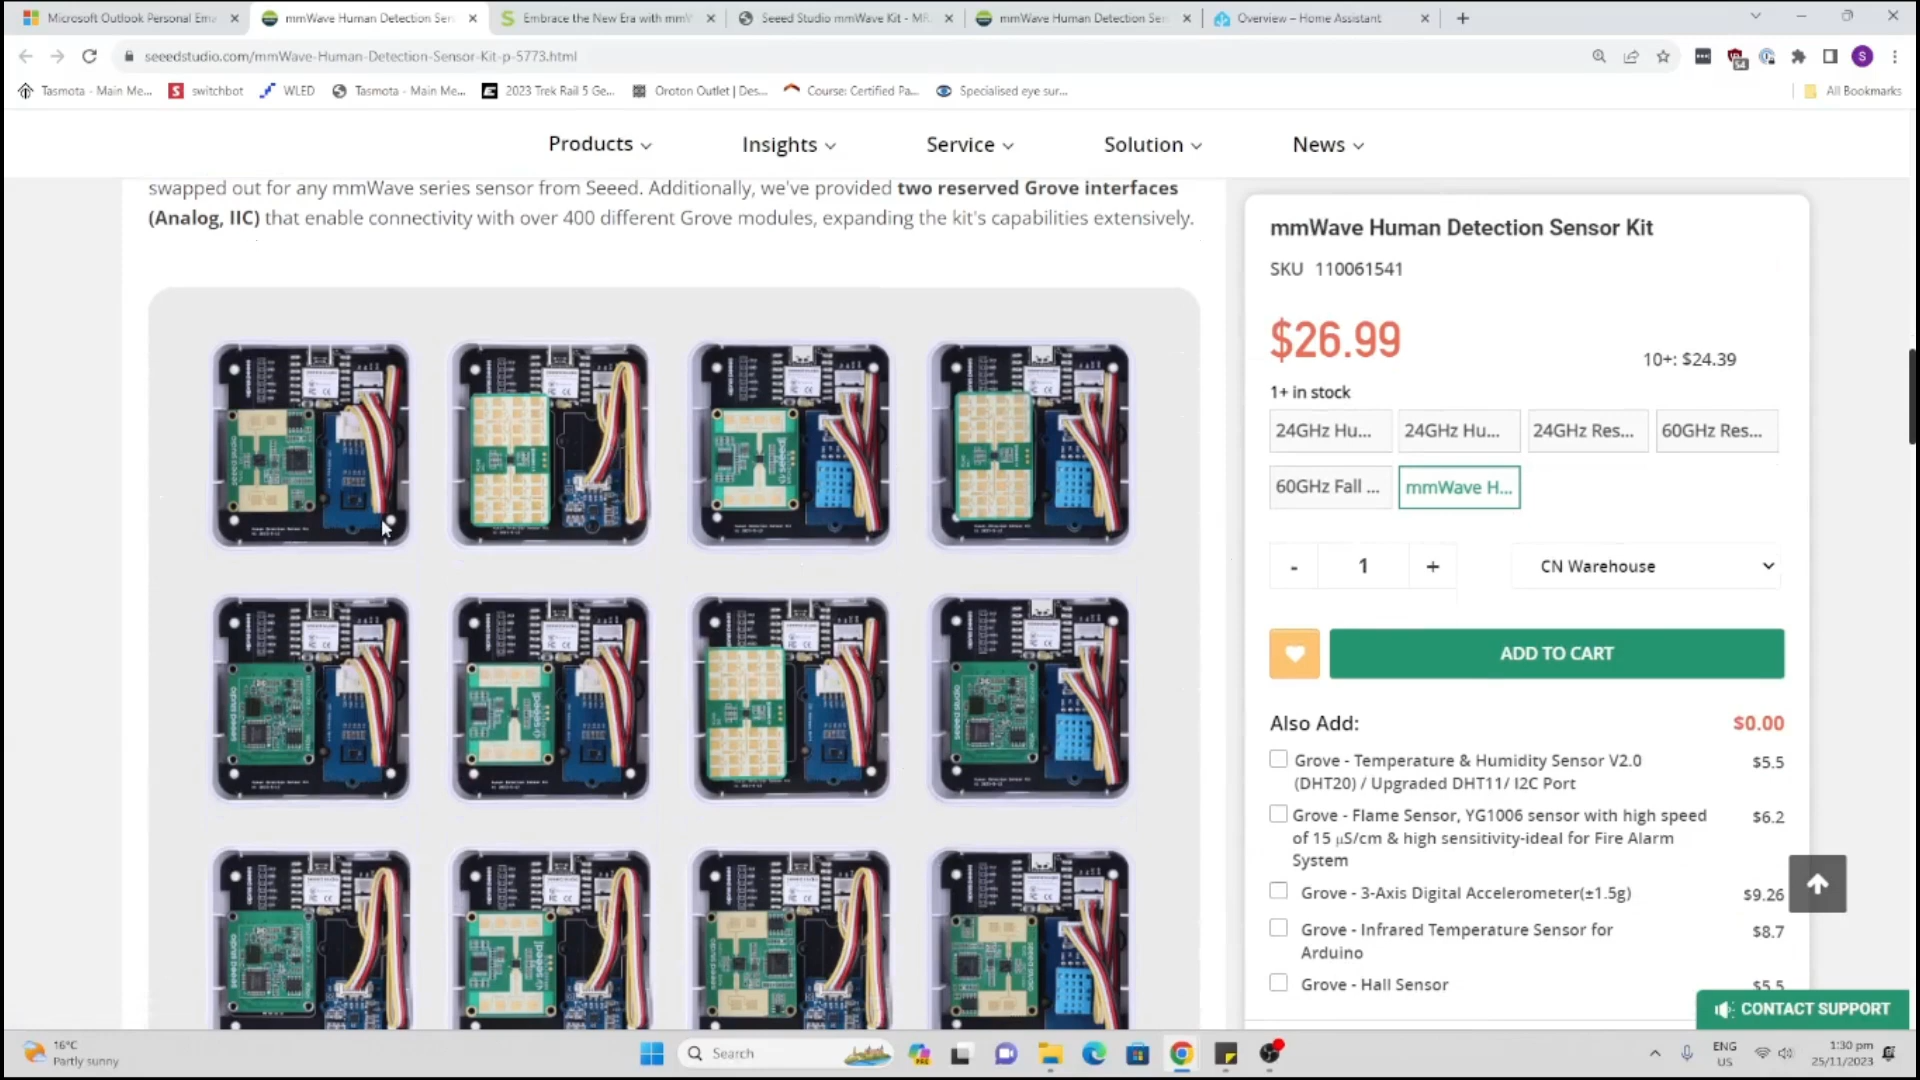 Microsoft Outlook Personal Ema
mmWave Human Detection Sen
Embrace the New Era with mmW
Seeed Studio mmWave Kit - MR
mmWave Human Detection Sen
Overview – Home Assistant
seeedstudio.com/mmWave-Human-Detection-Sensor-Kit-p-5773.html
54
S
Tasmota - Main Me...
switchbot
WLED
Tasmota - Main Me...
2023 Trek Rail 5 Ge...
Oroton Outlet | Des...
Course: Certified Pa...
Specialised eye sur...
All Bookmarks
Products
Insights
Service
Solution
News
swapped out for any mmWave series sensor from Seeed. Additionally, we've provided two reserved Grove interfaces
(Analog, IIC) that enable connectivity with over 400 different Grove modules, expanding the kit's capabilities extensively.
mmWave Human Detection Sensor Kit
SKU 110061541
$26.99
10+: $24.39
1+ in stock
24GHz Hu...
24GHz Hu...
24GHz Res...
60GHz Res...
60GHz Fall ...
mmWave H...
- 1 +
CN Warehouse
ADD TO CART
Also Add: $0.00
Grove - Temperature & Humidity Sensor V2.0 $5.5
(DHT20) / Upgraded DHT11/ I2C Port
Grove - Flame Sensor, YG1006 sensor with high speed $6.2
of 15 μS/cm & high sensitivity-ideal for Fire Alarm
System
Grove - 3-Axis Digital Accelerometer(±1.5g) $9.26
Grove - Infrared Temperature Sensor for $8.7
Arduino
Grove - Hall Sensor $5.5
CONTACT SUPPORT
16°C
Partly sunny
Search
ENG
US
1:30 pm
25/11/2023